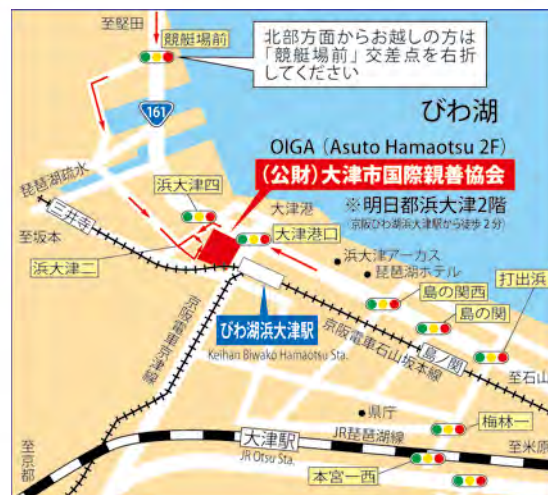 至堅田
競艇場前
北部方面からお越しの方は
「競艇場前」交差点を右折
してください
161
びわ湖
OIGA (Asuto Hamaotsu 2F)
(公財)大津市国際親善協会
※明日都浜大津2階
(京阪びわ湖浜大津駅から徒歩2分)
琵琶湖疏水
三井寺
至坂本
浜大津四
大津港
大津港口
浜大津二
浜大津アーカス
琵琶湖ホテル
打出浜
島の関西
島の関
びわ湖浜大津駅
Keihan Biwako Hamaotsu Sta.
京阪電車京津線
京阪電車石山坂本線
島ノ関
至石山
県庁
梅林一
大津駅
JR琵琶湖線
JR Otsu Sta.
本宮一西
至京都
至米原